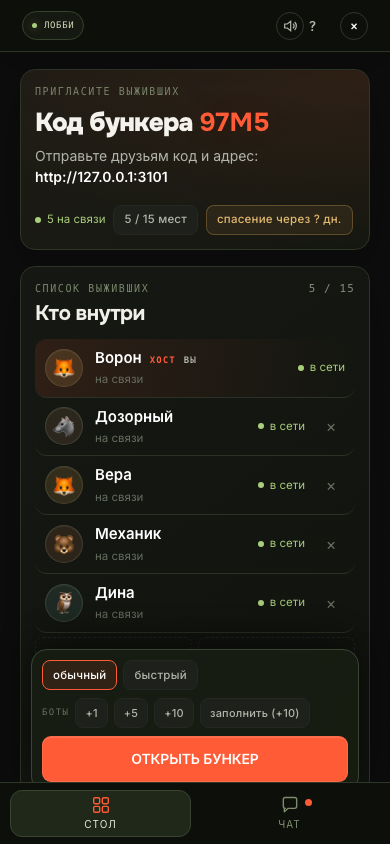 ЛОББИ
?
×
ПРИГЛАСИТЕ ВЫЖИВШИХ
Код бункера 97M5
Отправьте друзьям код и адрес:
http://127.0.0.1:3101
5 на связи
5 / 15 мест
спасение через ? дн.
СПИСОК ВЫЖИВШИХ
5 / 15
Кто внутри
Ворон ХОСТ ВЫ
на связи
в сети
Дозорный
на связи
в сети
×
Вера
на связи
в сети
×
Механик
на связи
в сети
×
Дина
на связи
в сети
×
обычный
быстрый
БОТЫ
+1
+5
+10
заполнить (+10)
ОТКРЫТЬ БУНКЕР
СТОЛ
ЧАТ